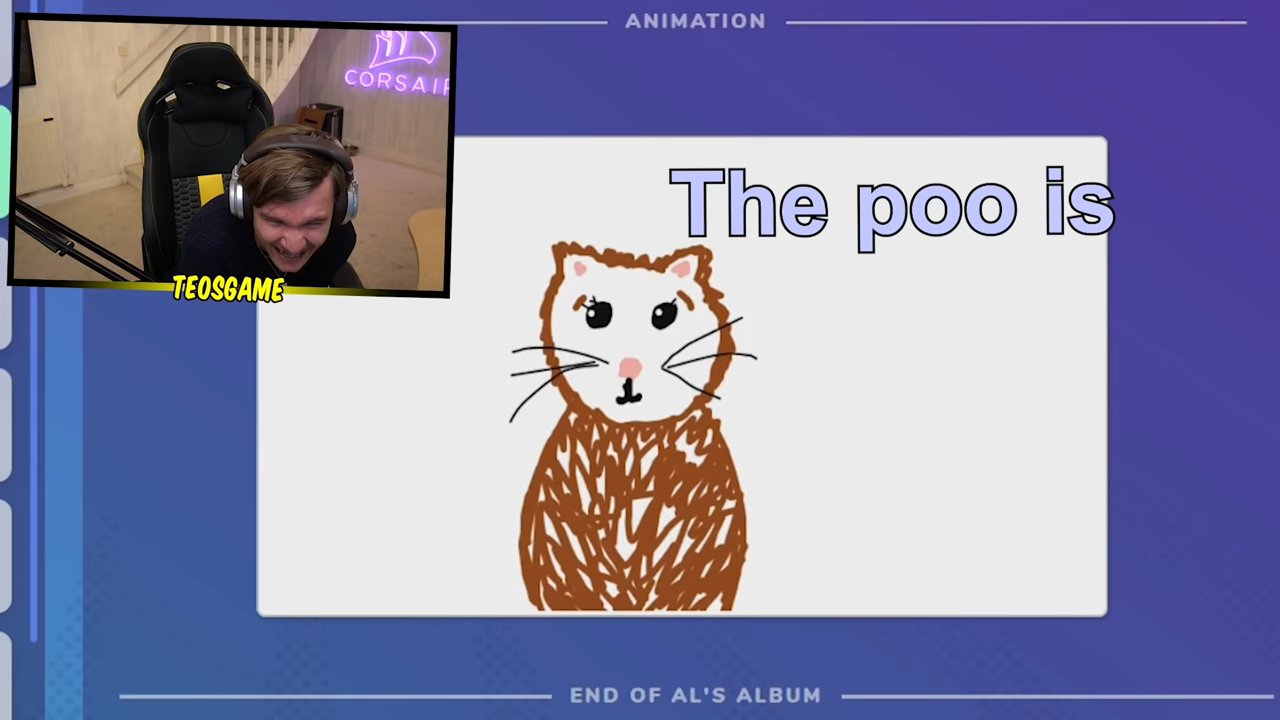 ANIMATION
CORSAIR
The poo is
TEOSGAME
END OF AL'S ALBUM